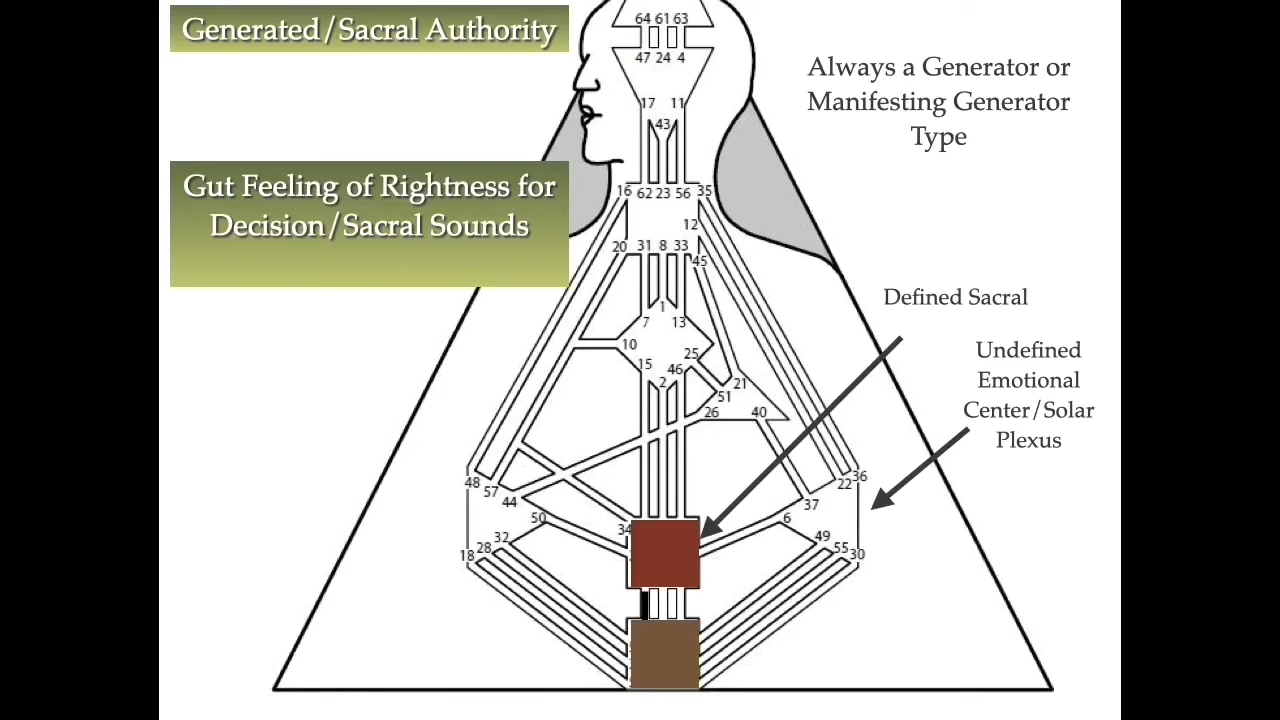 Generated/Sacral Authority
Gut Feeling of Rightness for
Decision/Sacral Sounds
Always a Generator or
Manifesting Generator
Type
Defined Sacral
Undefined
Emotional
Center/Solar
Plexus
64 61 63
47 24 4
17 11
43
16 62 23 56 35
12
20 31 8 33
45
1
7 13
10
25
15
46
2
21
51
26 40
48
57
44
50
36
22
37
6
34
32
28
18
49
55
30